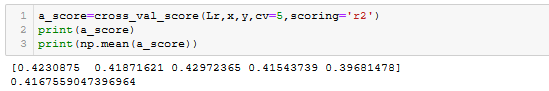 1 a_score=cross_val_score(Lr,x,y,cv=5,scoring='r2')
2 print(a_score)
3 print(np.mean(a_score))
[0.4230875  0.41871621 0.42972365 0.41543739 0.39681478]
0.4167559047396964